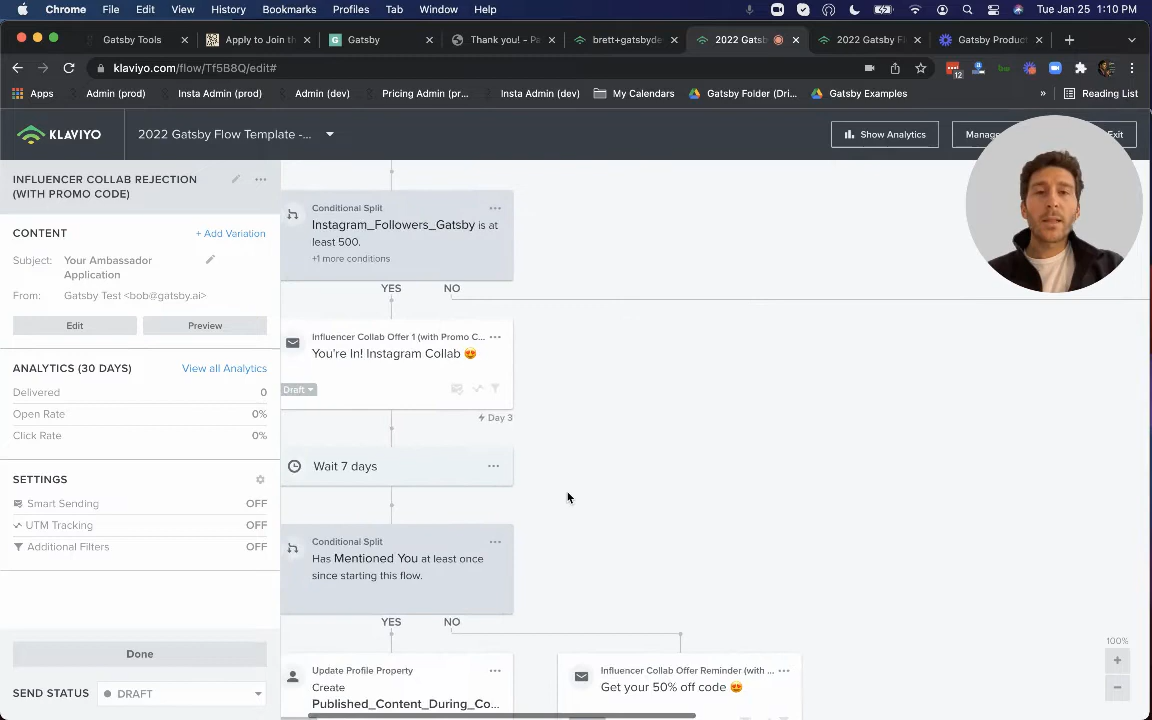 Chrome File Edit View History Bookmarks Profiles Tab Window Help Tue Jan 25 1:10 PM
Gatsby Tools Apply to Join th Gatsby Thank you! - Pa brett+gatsbyde 2022 Gatsb 2022 Gatsby F Gatsby Product
klaviyo.com/flow/Tf5B8Q/edit# 12
Apps Admin (prod) Insta Admin (prod) Admin (dev) Pricing Admin (pr... Insta Admin (dev) My Calendars Gatsby Folder (Dri... Gatsby Examples » Reading List
KLAVIYO 2022 Gatsby Flow Template -... Show Analytics Manag Exit
INFLUENCER COLLAB REJECTION
(WITH PROMO CODE)
CONTENT + Add Variation
Subject: Your Ambassador
Application
From: Gatsby Test <bob@gatsby.ai>
Edit Preview
ANALYTICS (30 DAYS) View all Analytics
Delivered 0
Open Rate 0%
Click Rate 0%
SETTINGS
Smart Sending OFF
UTM Tracking OFF
Additional Filters OFF
Done
SEND STATUS DRAFT
Conditional Split
Instagram_Followers_Gatsby is at
least 500.
+1 more conditions
YES NO
Influencer Collab Offer 1 (with Promo C...
You're In! Instagram Collab 😍
Draft
Day 3
Wait 7 days
Conditional Split
Has Mentioned You at least once
since starting this flow.
YES NO
Update Profile Property
Create
Published_Content_During_Co...
Influencer Collab Offer Reminder (with ...
Get your 50% off code 😍
100%
+
−